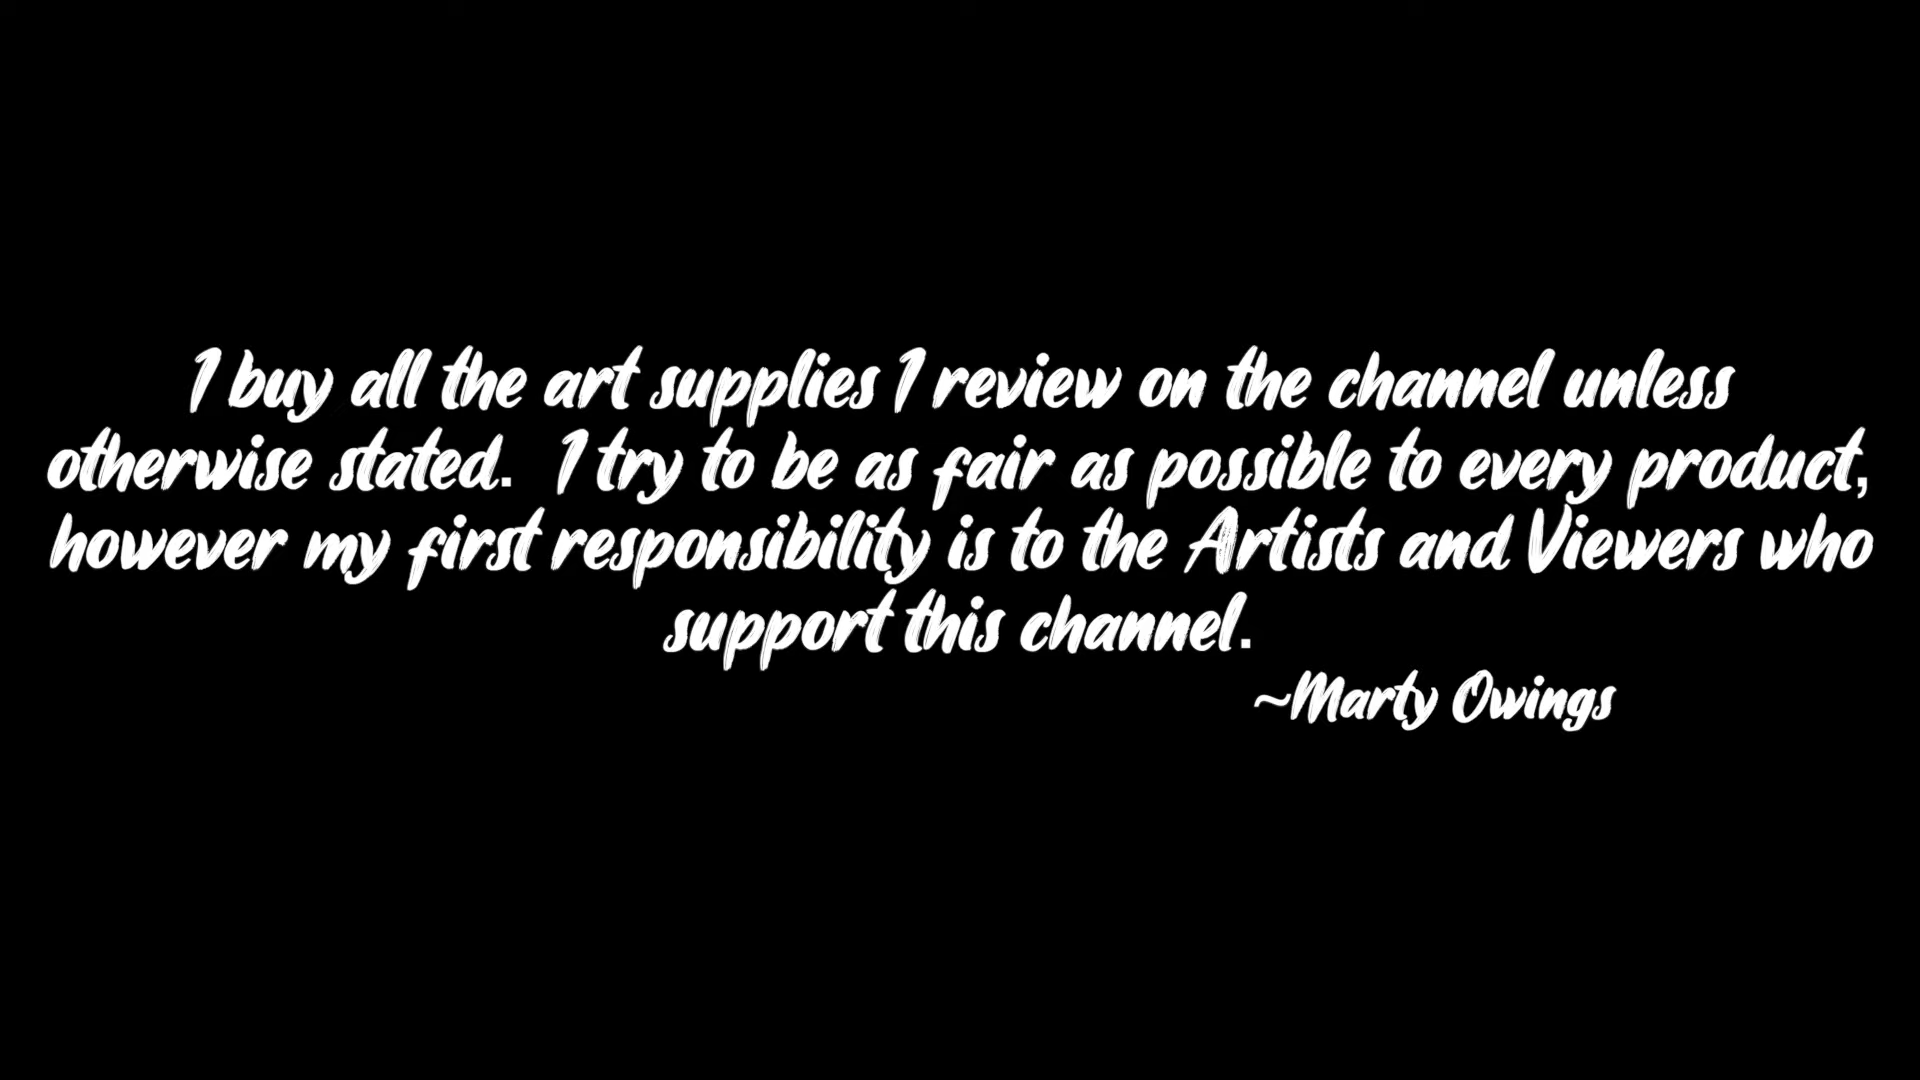 I buy all the art supplies I review on the channel unless
otherwise stated.  I try to be as fair as possible to every product,
however my first responsibility is to the Artists and Viewers who
support this channel.
~Marty Owings